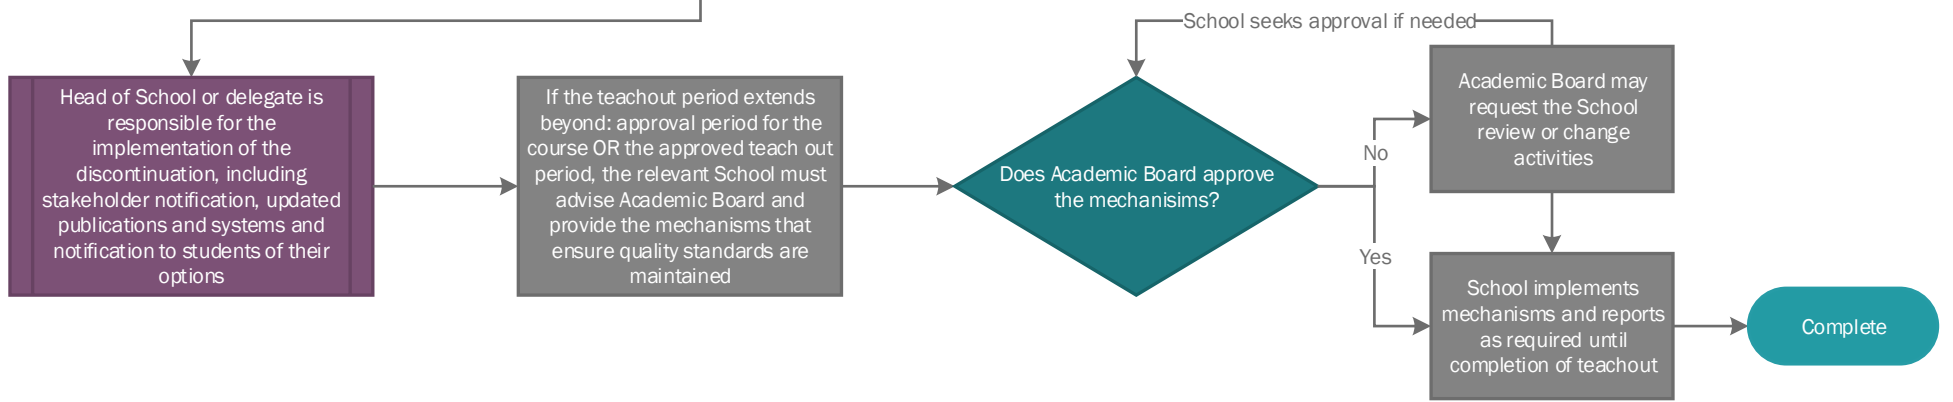 School seeks approval if needed
Head of School or delegate is
responsible for the
implementation of the
discontinuation, including
stakeholder notification, updated
publications and systems and
notification to students of their
options
If the teachout period extends
beyond: approval period for the
course OR the approved teach out
period, the relevant School must
advise Academic Board and
provide the mechanisms that
ensure quality standards are
maintained
Does Academic Board approve
the mechanisims?
No
Yes
Academic Board may
request the School
review or change
activities
School implements
mechanisms and reports
as required until
completion of teachout
Complete